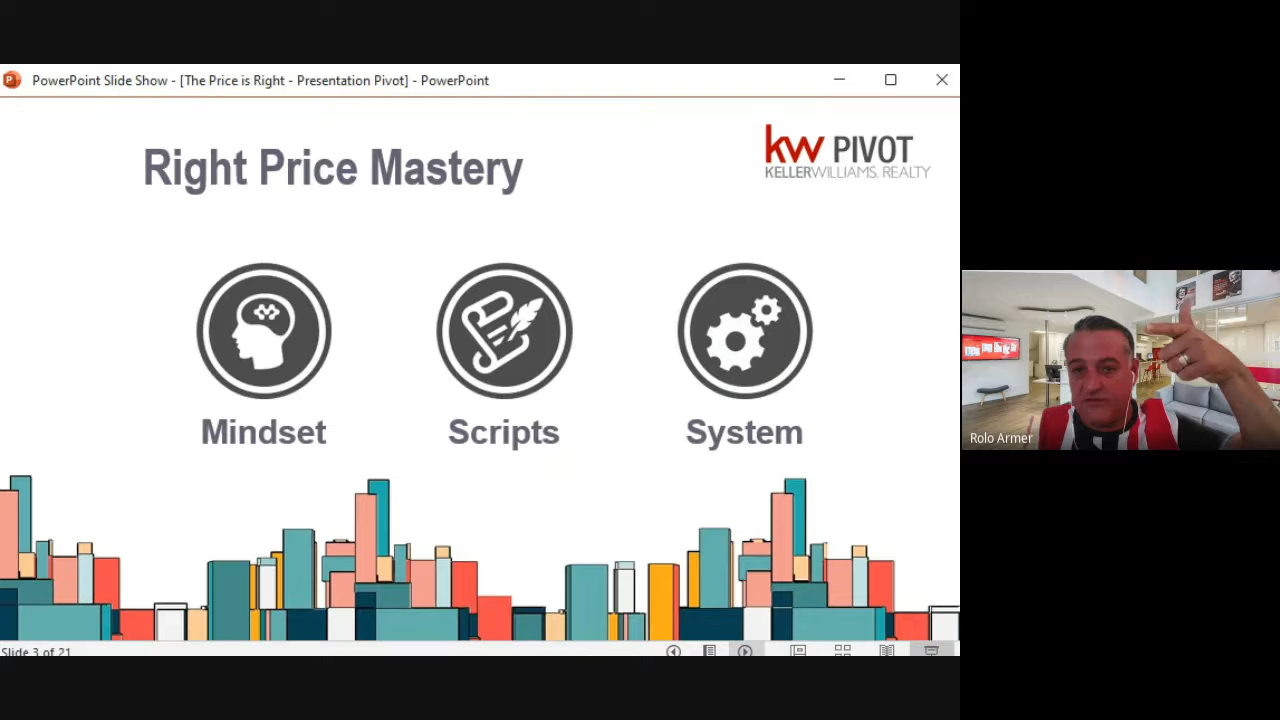 PowerPoint Slide Show - [The Price is Right - Presentation Pivot] - PowerPoint
Right Price Mastery
kw PIVOT
KELLERWILLIAMS. REALTY
Mindset
Scripts
System
Rolo Armer
Slide 3 of 21